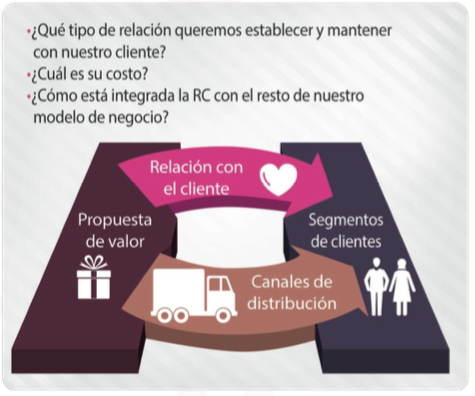 •¿Qué tipo de relación queremos establecer y mantener
con nuestro cliente?
•¿Cuál es su costo?
•¿Cómo está integrada la RC con el resto de nuestro
modelo de negocio?
Relación con
el cliente
Propuesta
de valor
Segmentos
de clientes
Canales de
distribución